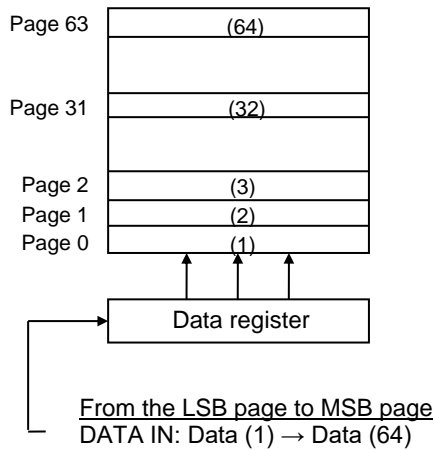 Page 63 (64)
Page 31 (32)
Page 2 (3)
Page 1 (2)
Page 0 (1)
Data register
From the LSB page to MSB page
DATA IN: Data (1) → Data (64)